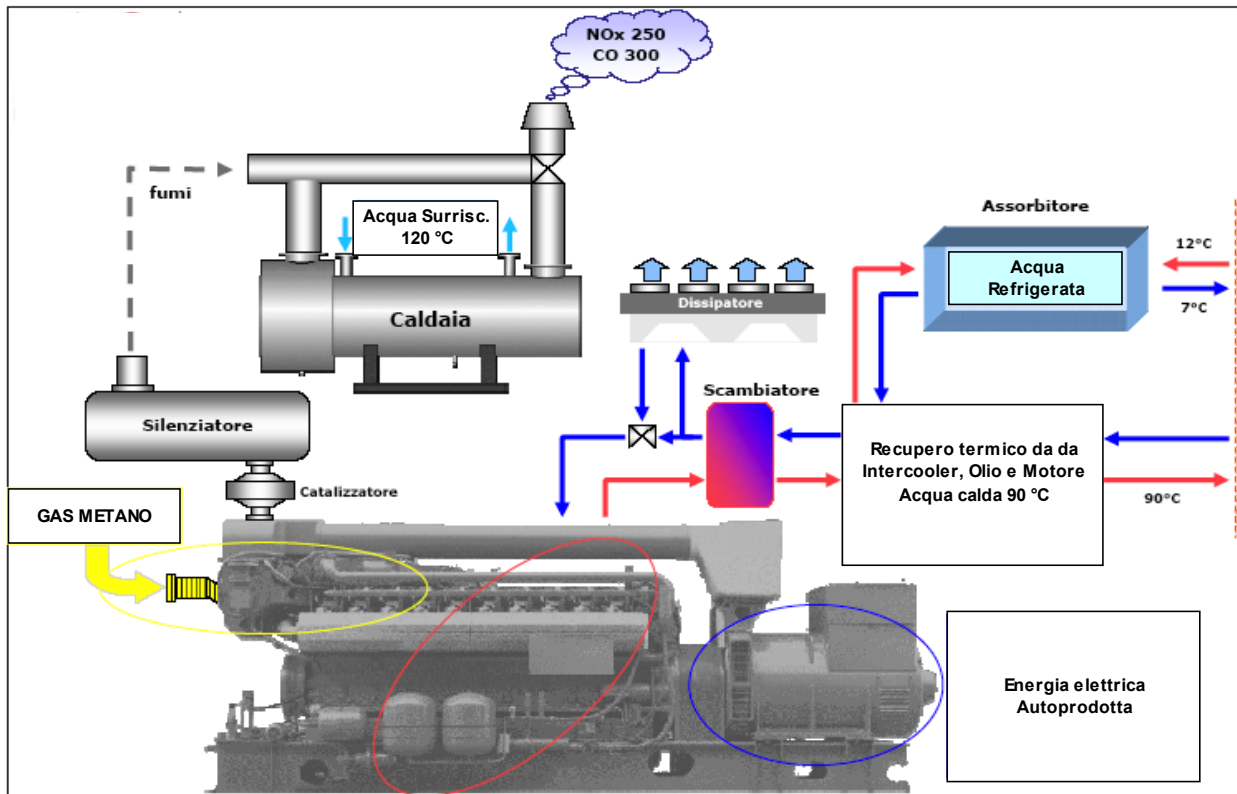 NOx 250
CO 300
fumi
Acqua Surrisc.
120 °C
Caldaia
Assorbitore
12°C
Acqua
Refrigerata
7°C
Dissipatore
Scambiatore
Silenziatore
Recupero termico da da
Intercooler, Olio e Motore
Acqua calda 90 °C
90°C
Catalizzatore
GAS METANO
Energia elettrica
Autoprodotta